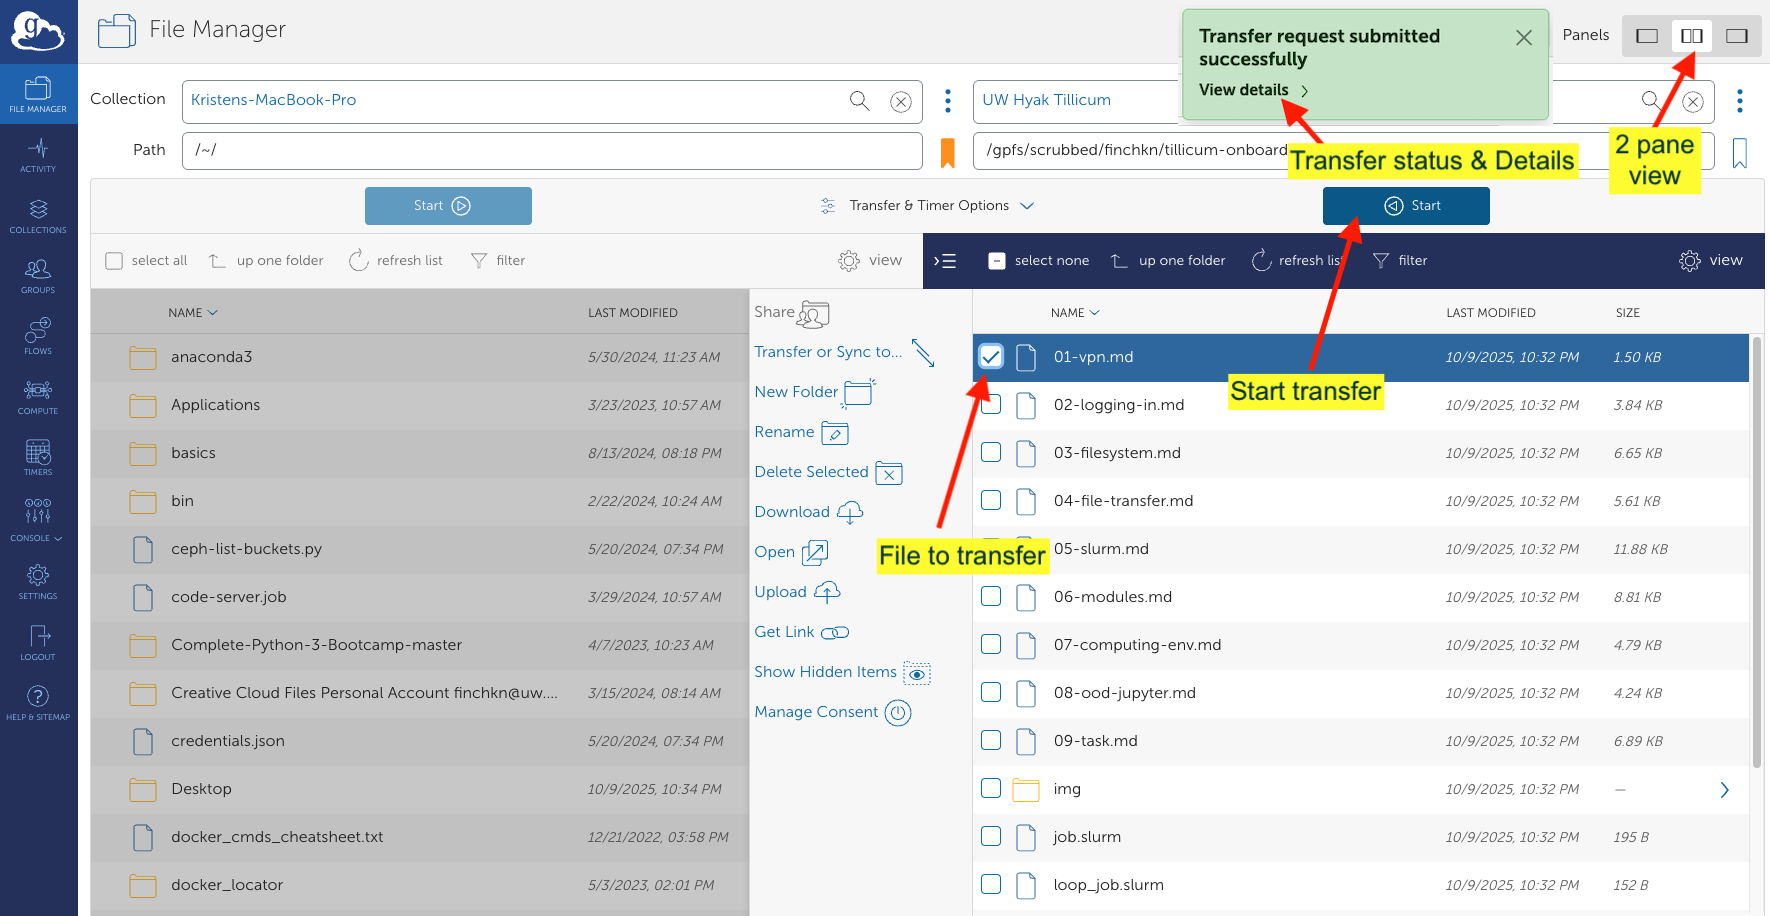 g
File Manager
Transfer request submitted
successfully
View details
Panels
FILE MANAGER
ACTIVITY
COLLECTIONS
GROUPS
FLOWS
COMPUTE
TIMERS
CONSOLE
SETTINGS
LOGOUT
HELP & SITEMAP
Collection
Kristens-MacBook-Pro
UW Hyak Tillicum
Path
/~/
/gpfs/scrubbed/finchkn/tillicum-onboard
Transfer status & Details
2 pane
view
Start
Transfer & Timer Options
Start
select all
up one folder
refresh list
filter
view
select none
up one folder
refresh list
filter
view
NAME
LAST MODIFIED
anaconda3 5/30/2024, 11:23 AM
Applications 3/23/2023, 10:57 AM
basics 8/13/2024, 08:18 PM
bin 2/22/2024, 10:24 AM
ceph-list-buckets.py 5/20/2024, 07:34 PM
code-server.job 3/29/2024, 10:57 AM
Complete-Python-3-Bootcamp-master 4/7/2023, 10:23 AM
Creative Cloud Files Personal Account finchkn@uw.... 3/15/2024, 08:14 AM
credentials.json 5/20/2024, 07:34 PM
Desktop 10/9/2025, 10:34 PM
docker_cmds_cheatsheet.txt 12/21/2022, 03:58 PM
docker_locator 5/3/2023, 02:01 PM
Share
Transfer or Sync to...
New Folder
Rename
Delete Selected
Download
Open
Upload
Get Link
Show Hidden Items
Manage Consent
File to transfer
Start transfer
NAME
LAST MODIFIED
SIZE
01-vpn.md 10/9/2025, 10:32 PM 1.50 KB
02-logging-in.md 10/9/2025, 10:32 PM 3.84 KB
03-filesystem.md 10/9/2025, 10:32 PM 6.65 KB
04-file-transfer.md 10/9/2025, 10:32 PM 5.61 KB
05-slurm.md 10/9/2025, 10:32 PM 11.88 KB
06-modules.md 10/9/2025, 10:32 PM 8.81 KB
07-computing-env.md 10/9/2025, 10:32 PM 4.79 KB
08-ood-jupyter.md 10/9/2025, 10:32 PM 4.24 KB
09-task.md 10/9/2025, 10:32 PM 6.89 KB
img 10/9/2025, 10:32 PM —
job.slurm 10/9/2025, 10:32 PM 195 B
loop_job.slurm 10/9/2025, 10:32 PM 152 B